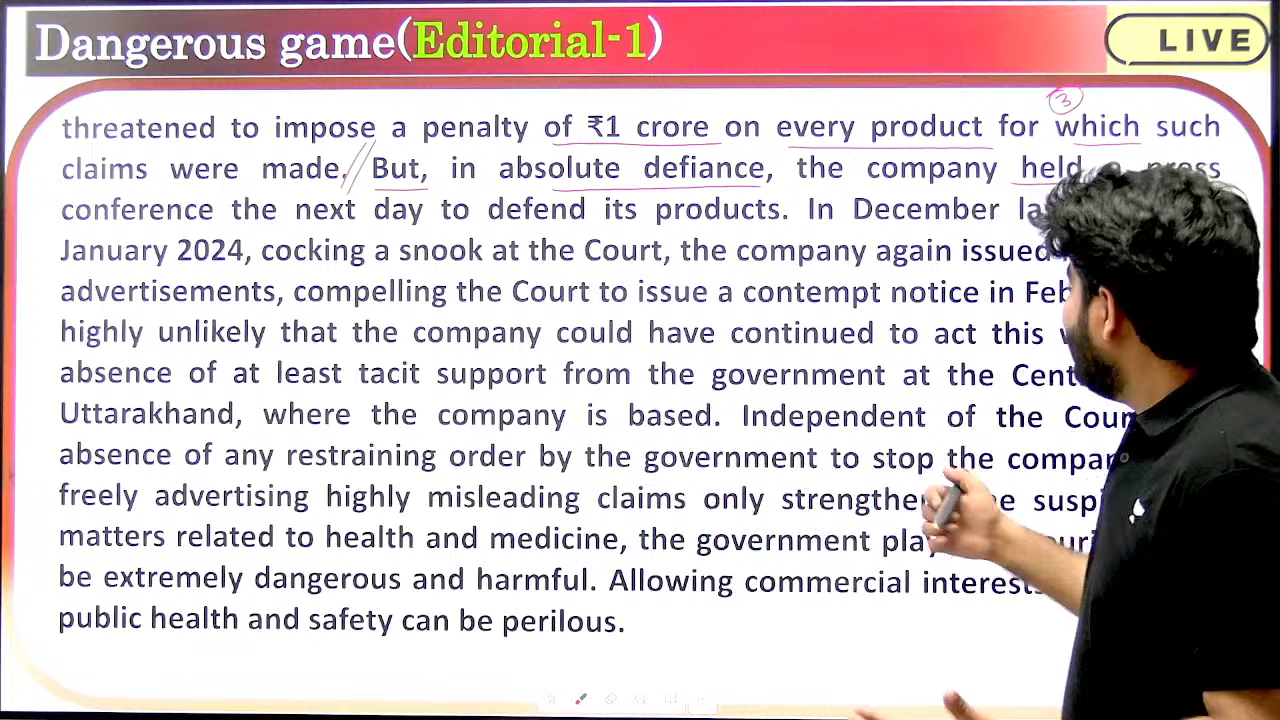 Dangerous game(Editorial-1)
LIVE
3
threatened to impose a penalty of ₹1 crore on every product for which such
claims were made. But, in absolute defiance, the company held a press
conference the next day to defend its products. In December
January 2024, cocking a snook at the Court, the company again issued
advertisements, compelling the Court to issue a contempt notice in
highly unlikely that the company could have continued to act this
absence of at least tacit support from the government at the
Uttarakhand, where the company is based. Independent of the
absence of any restraining order by the government to stop the
freely advertising highly misleading claims only
matters related to health and medicine, the government
be extremely dangerous and harmful. Allowing commercial
public health and safety can be perilous.